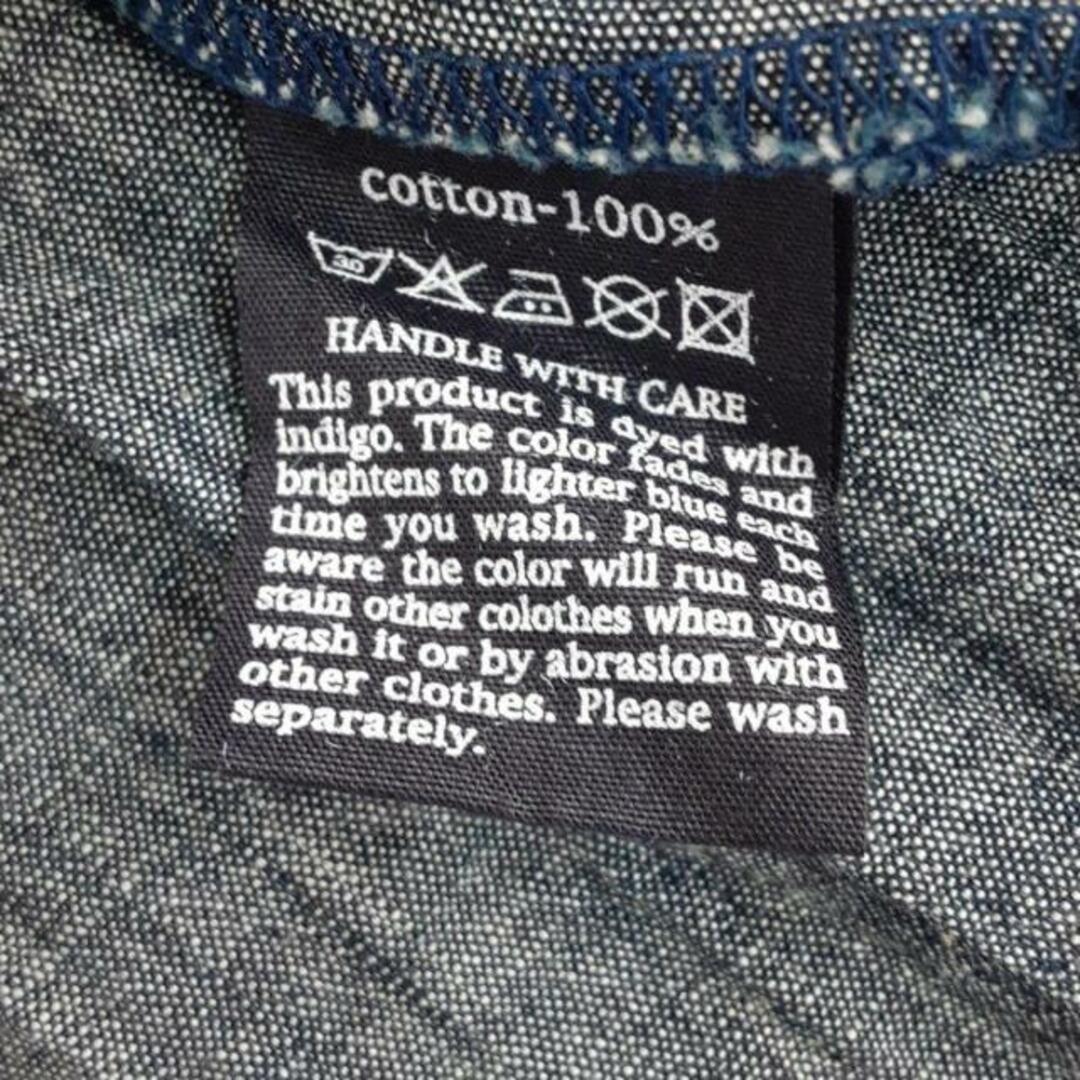 cotton-100%
30
HANDLE WITH CARE
This product is dyed with
indigo. The color fades and
brightens to lighter blue each
time you wash. Please be
aware the color will run and
stain other colothes when you
wash it or by abrasion with
other clothes. Please wash
separately.